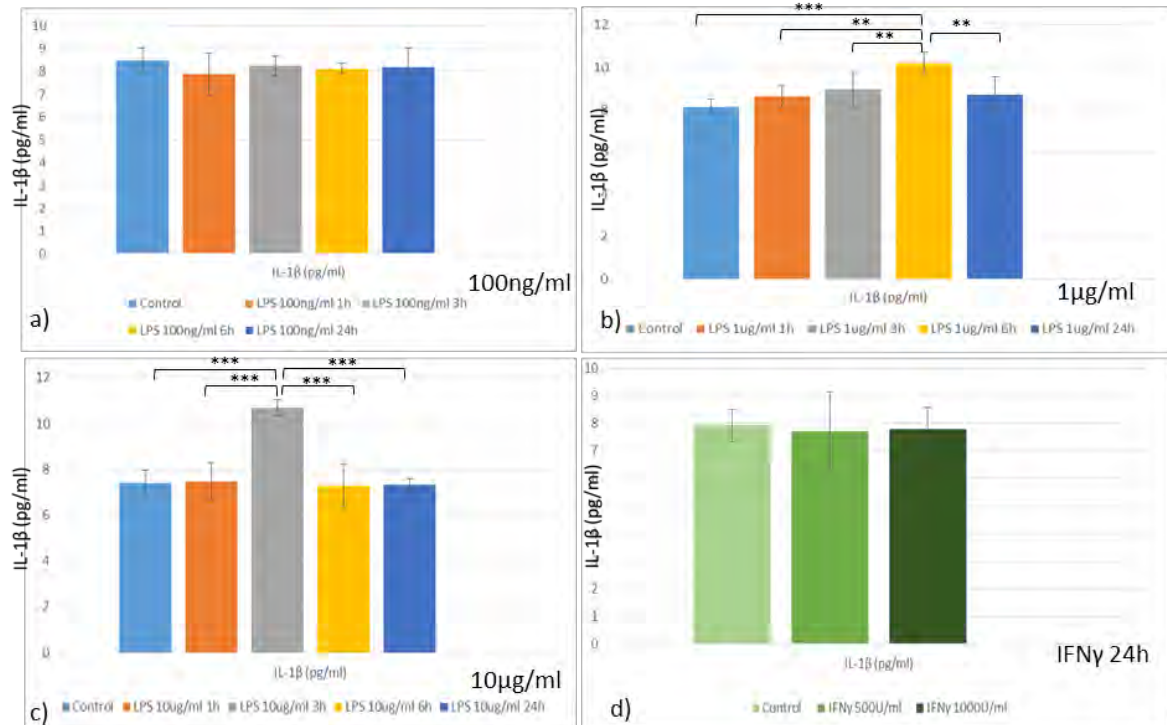 10
9
8
7
6
5
4
3
2
1
0
IL-1β (pg/ml)
IL-1β (pg/ml)
100ng/ml
Control LPS 100ng/ml 1h LPS 100ng/ml 3h
LPS 100ng/ml 6h LPS 100ng/ml 24h
a)
***
**
**
**
12
10
8
6
4
2
0
IL-1β (pg/ml)
IL-1β (pg/ml)
1µg/ml
Control LPS 1ug/ml 1h LPS 1ug/ml 3h LPS 1ug/ml 6h LPS 1ug/ml 24h
b)
*** ***
*** ***
12
10
8
6
4
2
0
IL-1β (pg/ml)
IL-1β (pg/ml)
10µg/ml
Control LPS 10ug/ml 1h LPS 10ug/ml 3h LPS 10ug/ml 6h LPS 10ug/ml 24h
c)
10
9
8
7
6
5
4
3
2
1
0
IL-1β (pg/ml)
IL-1β (pg/ml)
IFNγ 24h
Control IFNγ 500U/ml IFNγ 1000U/ml
d)